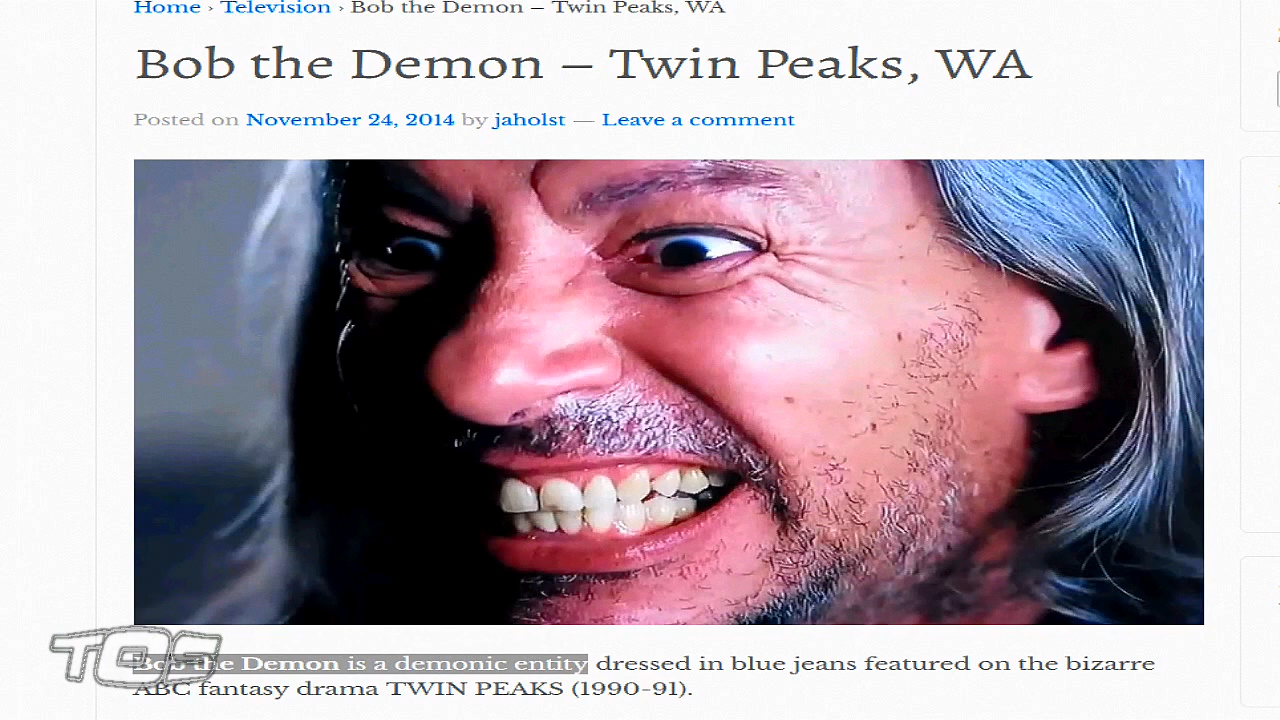 Home › Television › Bob the Demon – Twin Peaks, WA
Bob the Demon – Twin Peaks, WA
Posted on November 24, 2014 by jaholst — Leave a comment
TQS
Bob the Demon is a demonic entity dressed in blue jeans featured on the bizarre
ABC fantasy drama TWIN PEAKS (1990-91).